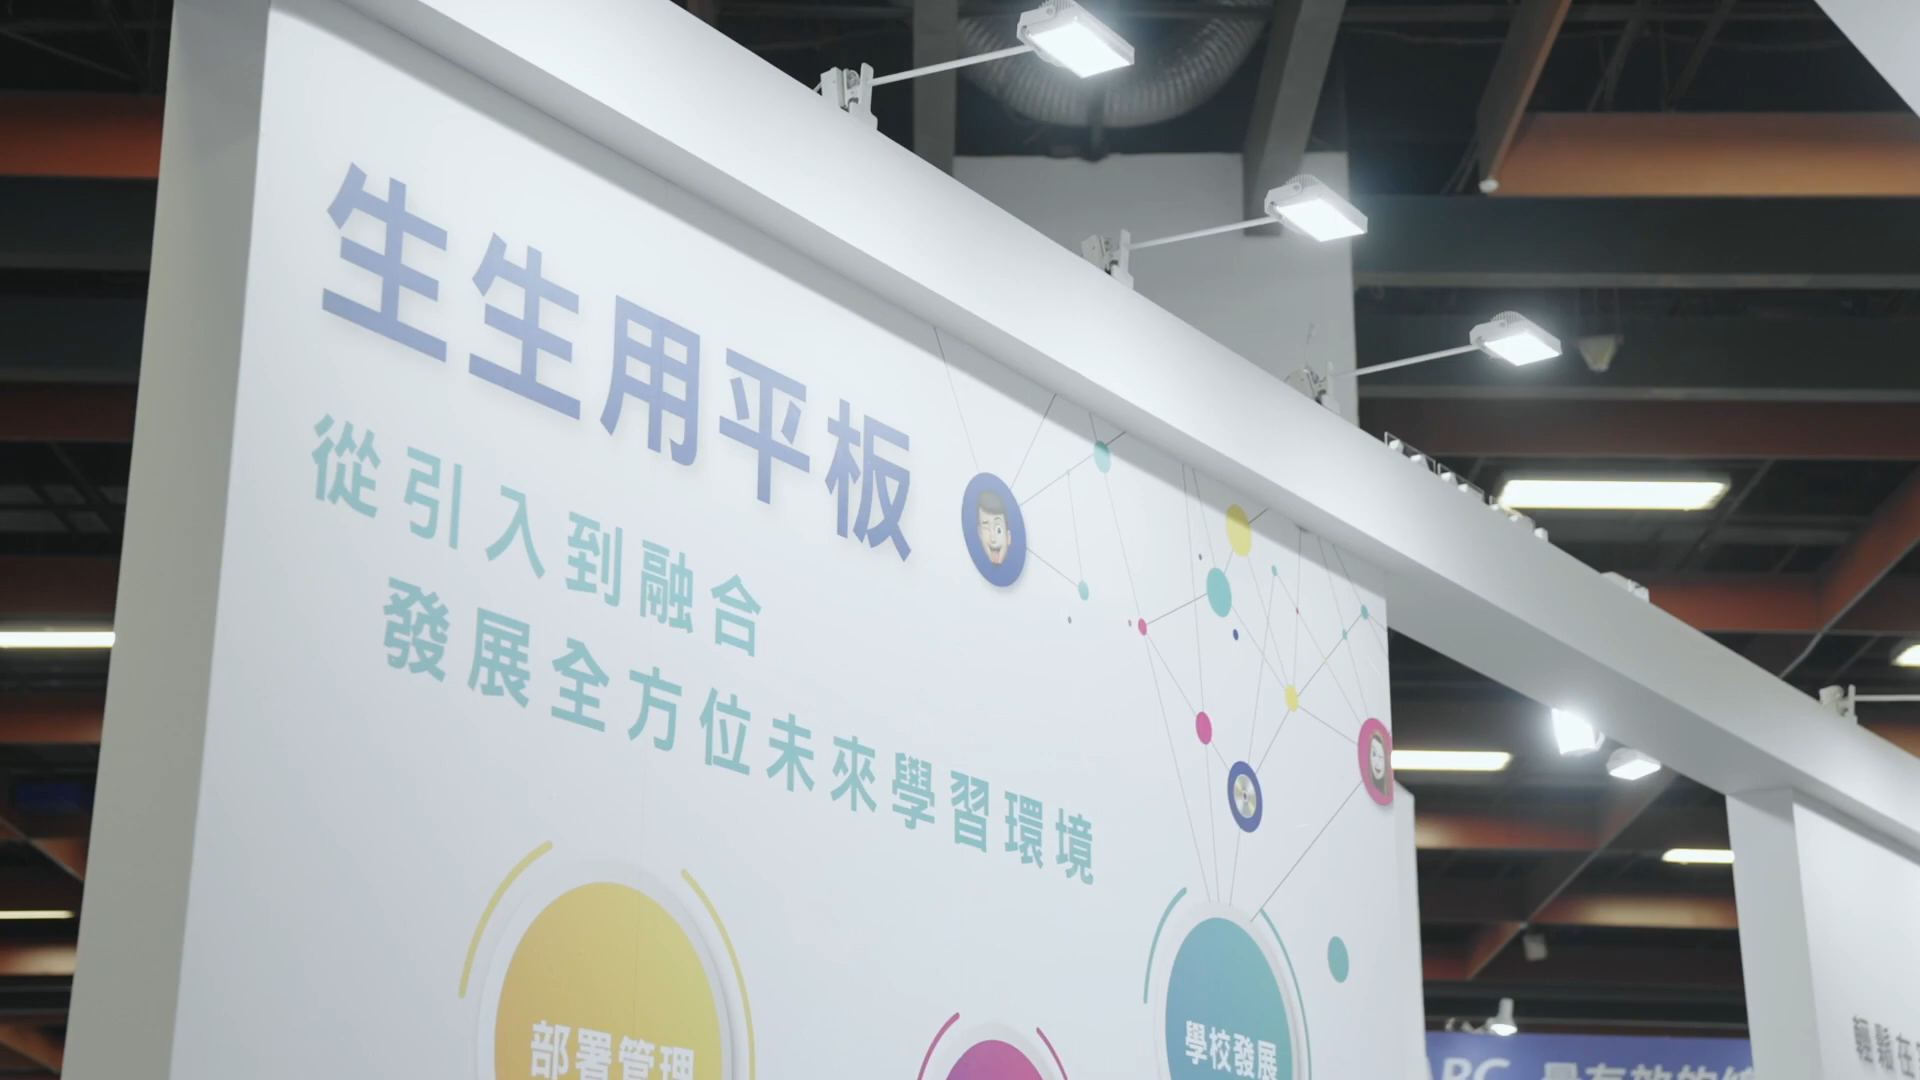 生生用平板
從引入到融合
發展全方位未來學習環境
部署管理
學校發展